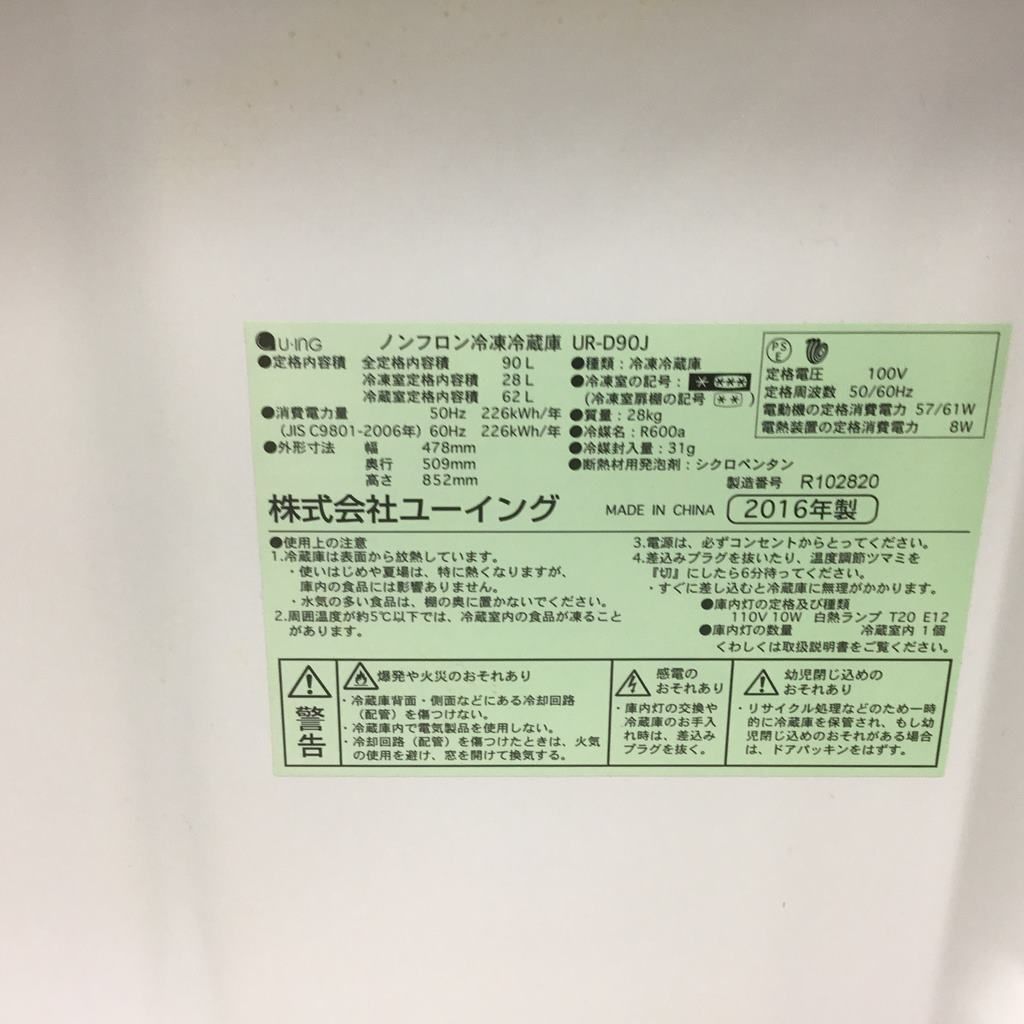 U-ING ノンフロン冷凍冷蔵庫 UR-D90J
●定格内容積 全定格内容積 90L
冷凍室定格内容積 28L
冷蔵室定格内容積 62L
●消費電力量 50Hz 226kWh/年
(JIS C9801-2006年) 60Hz 226kWh/年
●外形寸法 幅 478mm
奥行 509mm
高さ 852mm
●種類:冷凍冷蔵庫
●冷凍室の記号:* ***
(冷凍室扉棚の記号 ** )
●質量:28kg
●冷媒名:R600a
●冷媒封入量:31g
●断熱材用発泡剤:シクロペンタン
PSE
定格電圧 100V
定格周波数 50/60Hz
電動機の定格消費電力 57/61W
電熱装置の定格消費電力 8W
製造番号 R102820
株式会社ユーイング MADE IN CHINA 2016年製
●使用上の注意
1.冷蔵庫は表面から放熱しています。
・使いはじめや夏場は、特に熱くなりますが、
庫内の食品には影響ありません。
・水気の多い食品は、棚の奥に置かないでください。
2.周囲温度が約5℃以下では、冷蔵室内の食品が凍ること
があります。
3.電源は、必ずコンセントからとってください。
4.差込みプラグを抜いたり、温度調節ツマミを
『切』にしたら6分待ってください。
・すぐに差し込むと冷蔵庫に無理がかかります。
●庫内灯の定格及び種類
110V 10W 白熱ランプ T20 E12
●庫内灯の数量 冷蔵室内1個
くわしくは取扱説明書をご覧ください。
警告
爆発や火災のおそれあり
・冷蔵庫背面・側面などにある冷却回路
(配管)を傷つけない。
・冷蔵庫内で電気製品を使用しない。
・冷却回路(配管)を傷つけたときは、火気
の使用を避け、窓を開けて換気する。
感電の
おそれあり
・庫内灯の交換や
冷蔵庫のお手入
れ時は、差込み
プラグを抜く。
幼児閉じ込めの
おそれあり
・リサイクル処理などのため一時
的に冷蔵庫を保管され、もし幼
児閉じ込めのおそれがある場合
は、ドアパッキンをはずす。